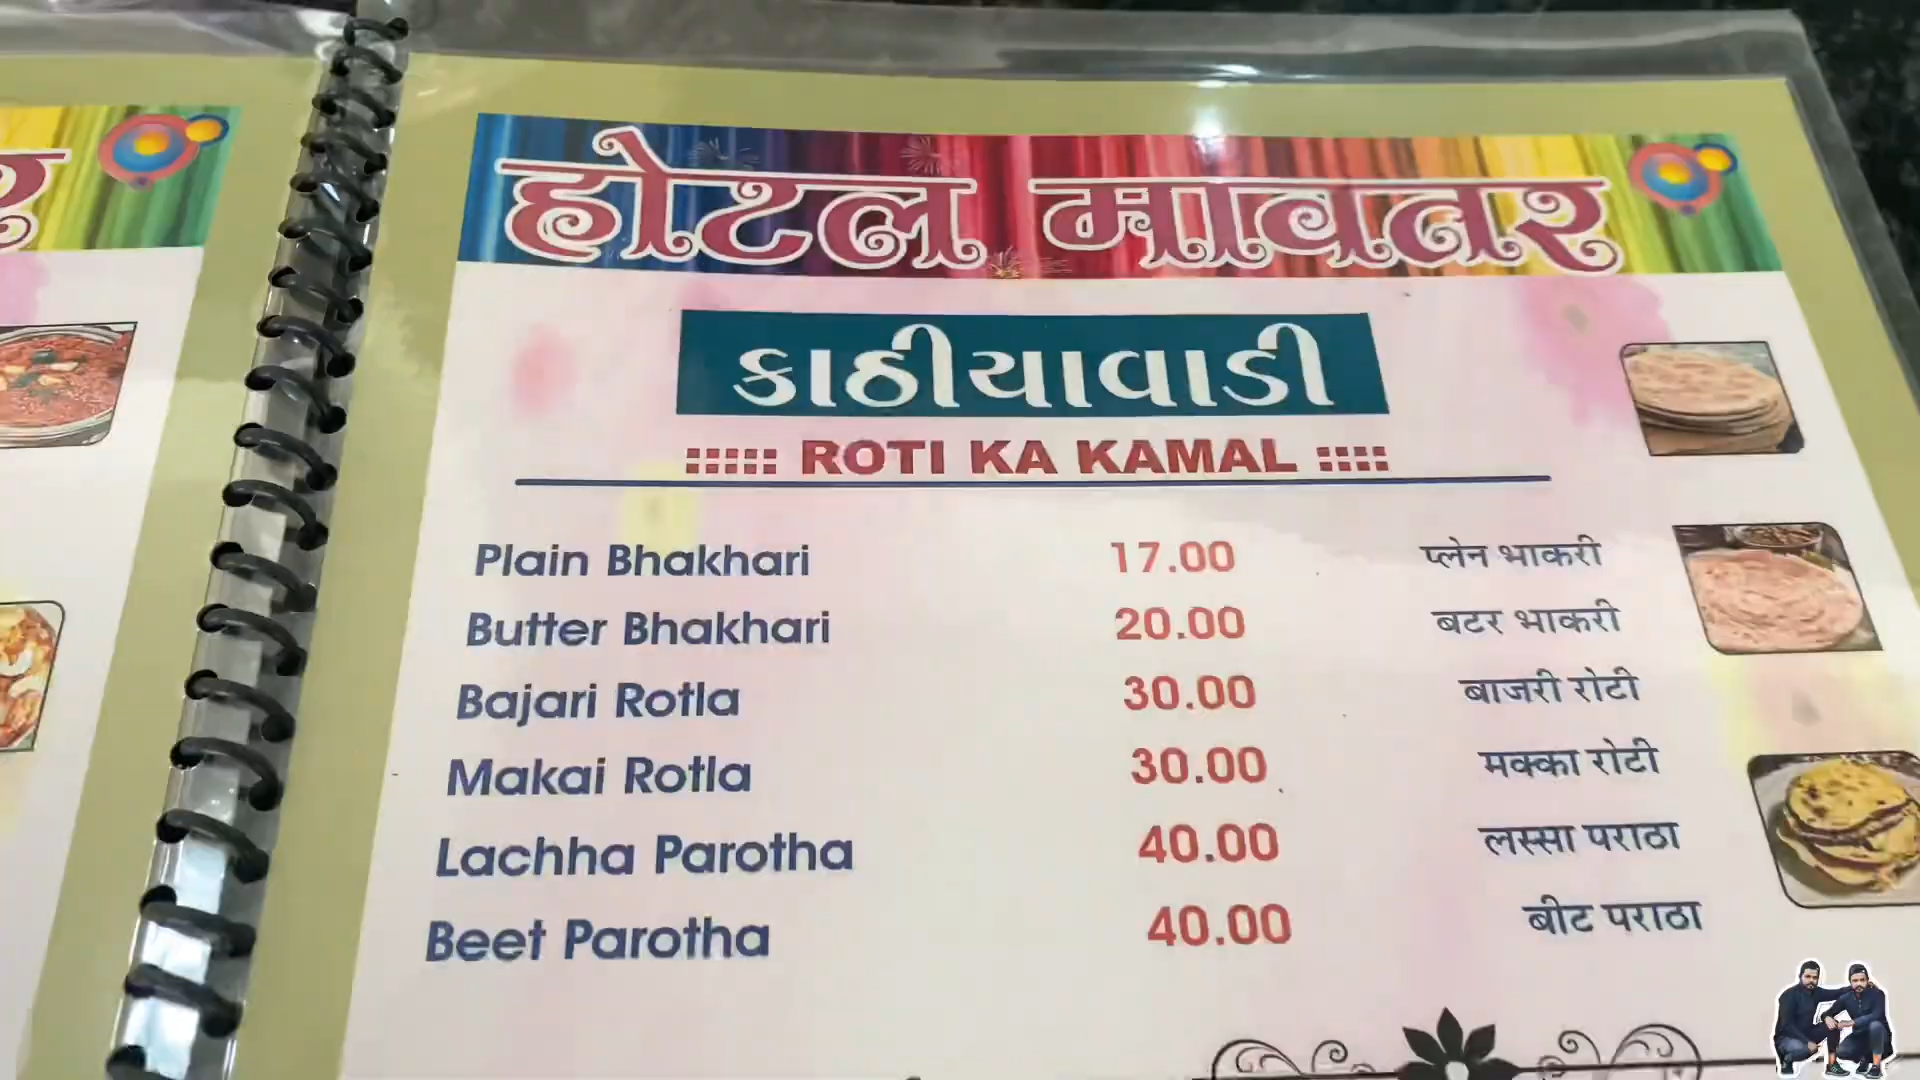 होटल मावतर
કાઠીયાવાડી
ROTI KA KAMAL
Plain Bhakhari 17.00 प्लेन भाकरी
Butter Bhakhari 20.00 बटर भाकरी
Bajari Rotla 30.00 बाजरी रोटी
Makai Rotla 30.00 मक्का रोटी
Lachha Parotha 40.00 लस्सा पराठा
Beet Parotha 40.00 बीट पराठा